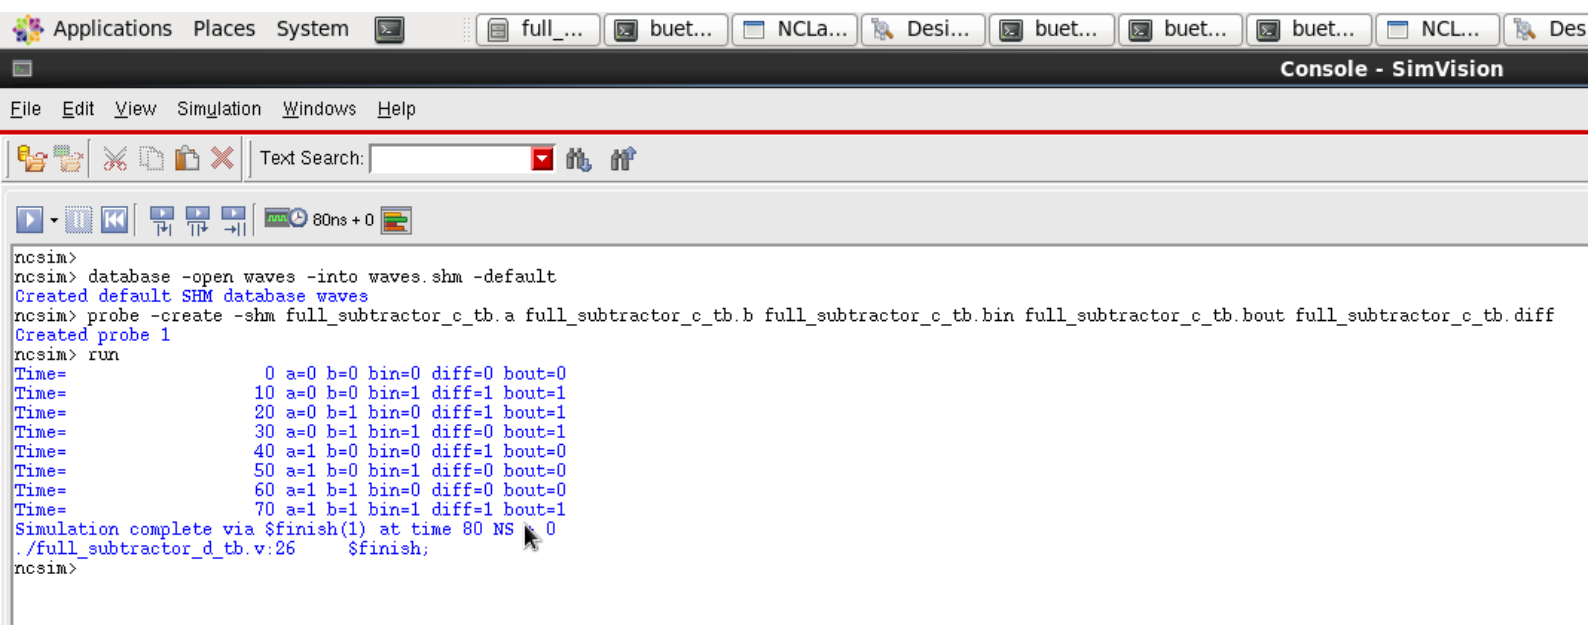 Applications Places System full_... buet... NCLa... Desi... buet... buet... buet... NCL... Des
Console - SimVision
File Edit View Simulation Windows Help
Text Search:
80ns + 0
ncsim>
ncsim> database -open waves -into waves.shm -default
Created default SHM database waves
ncsim> probe -create -shm full_subtractor_c_tb.a full_subtractor_c_tb.b full_subtractor_c_tb.bin full_subtractor_c_tb.bout full_subtractor_c_tb.diff
Created probe 1
ncsim> run
Time= 0 a=0 b=0 bin=0 diff=0 bout=0
Time= 10 a=0 b=0 bin=1 diff=1 bout=1
Time= 20 a=0 b=1 bin=0 diff=1 bout=1
Time= 30 a=0 b=1 bin=1 diff=0 bout=1
Time= 40 a=1 b=0 bin=0 diff=1 bout=0
Time= 50 a=1 b=0 bin=1 diff=0 bout=0
Time= 60 a=1 b=1 bin=0 diff=0 bout=0
Time= 70 a=1 b=1 bin=1 diff=1 bout=1
Simulation complete via $finish(1) at time 80 NS 0
./full_subtractor_d_tb.v:26 $finish;
ncsim>